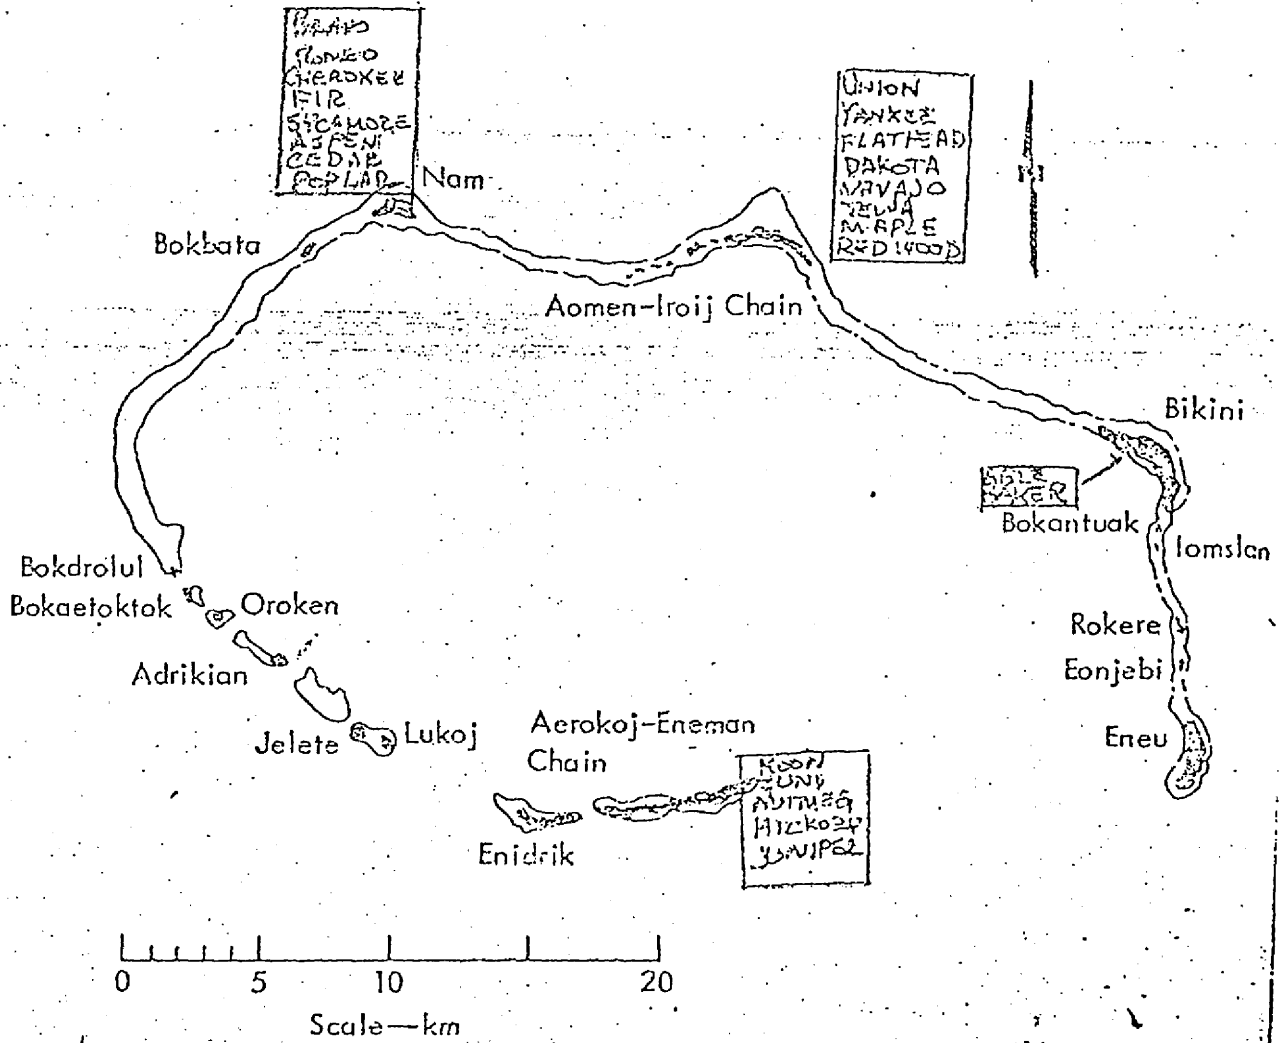 BRAVO
ROMEO
CHEROKEE
FIR
SYCAMORE
ASPEN
CEDAR
POPLAR
Nam
UNION
YANKEE
FLATHEAD
DAKOTA
NAVAJO
TEWA
MAPLE
REDWOOD
Bokbata
Aomen-Iroij Chain
Bikini
ABLE
BAKER
Bokantuak
Iomslan
Bokdrolul
Bokaetoktok
Oroken
Rokere
Adrikian
Eonjebi
Jelete
Lukoj
Aerokoj-Eneman
Chain
Eneu
KOON
ZUNI
NUTMEG
HICKORY
JUNIPER
Enidrik
0 5 10 20
Scale—km